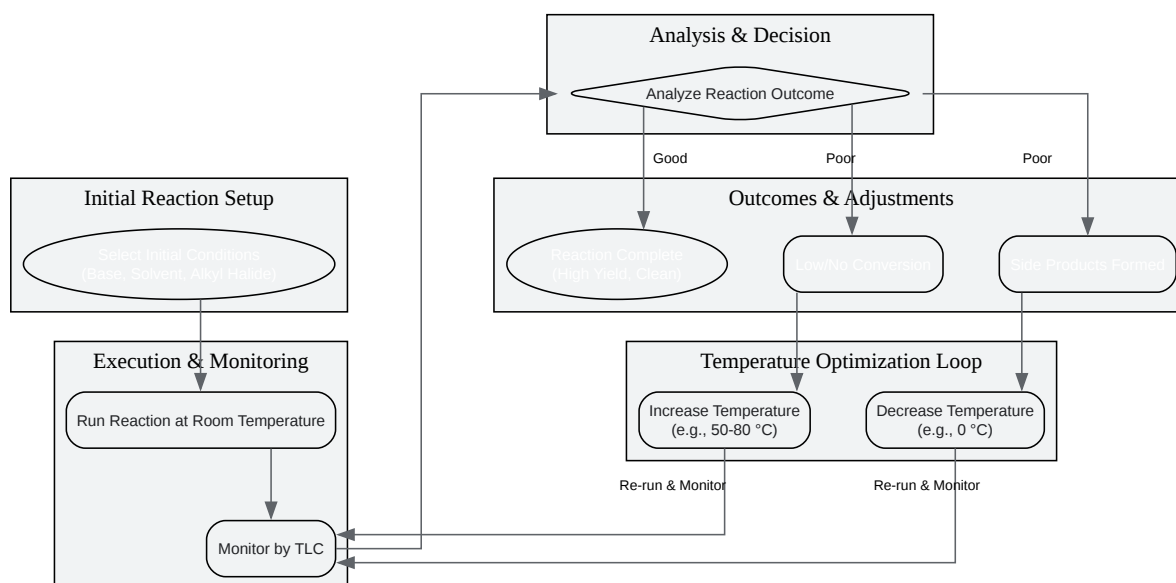 Analysis & Decision
Analyze Reaction Outcome
Good
Poor
Poor
Initial Reaction Setup
Select Initial Conditions
(Base, Solvent, Alkyl Halide)
Outcomes & Adjustments
Reaction Complete
(High Yield, Clean)
Low/No Conversion
Side Products Formed
Execution & Monitoring
Run Reaction at Room Temperature
Monitor by TLC
Temperature Optimization Loop
Increase Temperature
(e.g., 50-80 °C)
Decrease Temperature
(e.g., 0 °C)
Re-run & Monitor
Re-run & Monitor